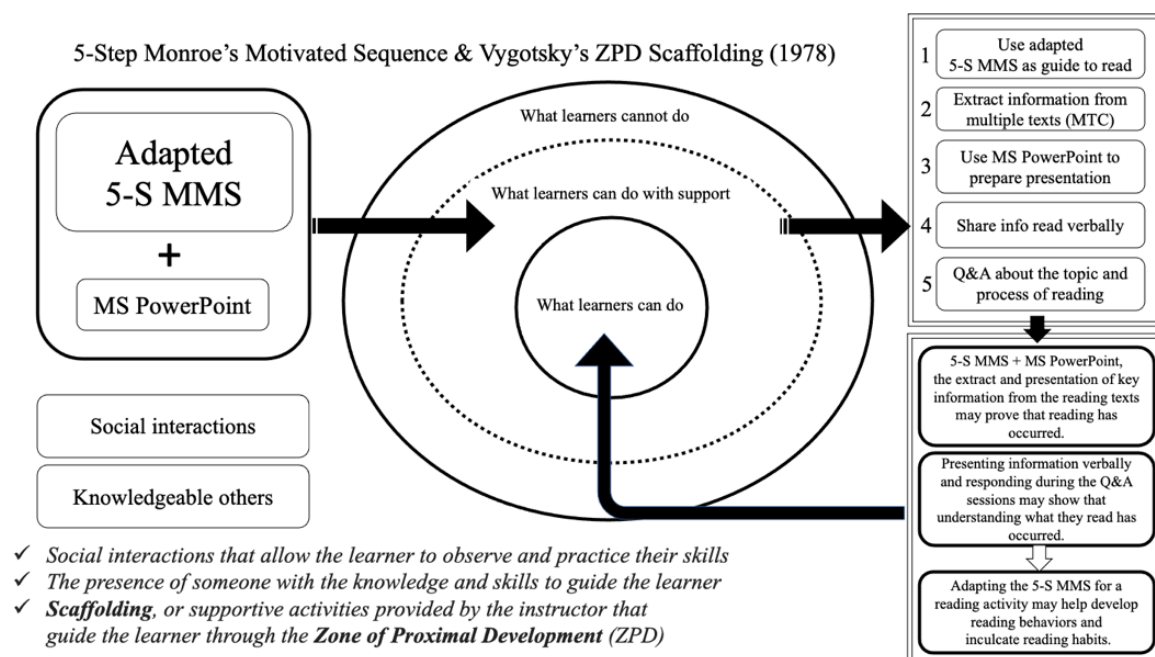 5-Step Monroe’s Motivated Sequence & Vygotsky’s ZPD Scaffolding (1978)
Adapted
5-S MMS
+
MS PowerPoint
Social interactions
Knowledgeable others
What learners cannot do
What learners can do with support
What learners can do
1
Use adapted
5-S MMS as guide to read
2
Extract information from
multiple texts (MTC)
3
Use MS PowerPoint to
prepare presentation
4
Share info read verbally
5
Q&A about the topic and
process of reading
5-S MMS + MS PowerPoint,
the extract and presentation of key
information from the reading texts
may prove that reading has
occurred.
Presenting information verbally
and responding during the Q&A
sessions may show that
understanding what they read has
occurred.
Adapting the 5-S MMS for a
reading activity may help develop
reading behaviors and
inculcate reading habits.
✓ Social interactions that allow the learner to observe and practice their skills
✓ The presence of someone with the knowledge and skills to guide the learner
✓ Scaffolding, or supportive activities provided by the instructor that
guide the learner through the Zone of Proximal Development (ZPD)